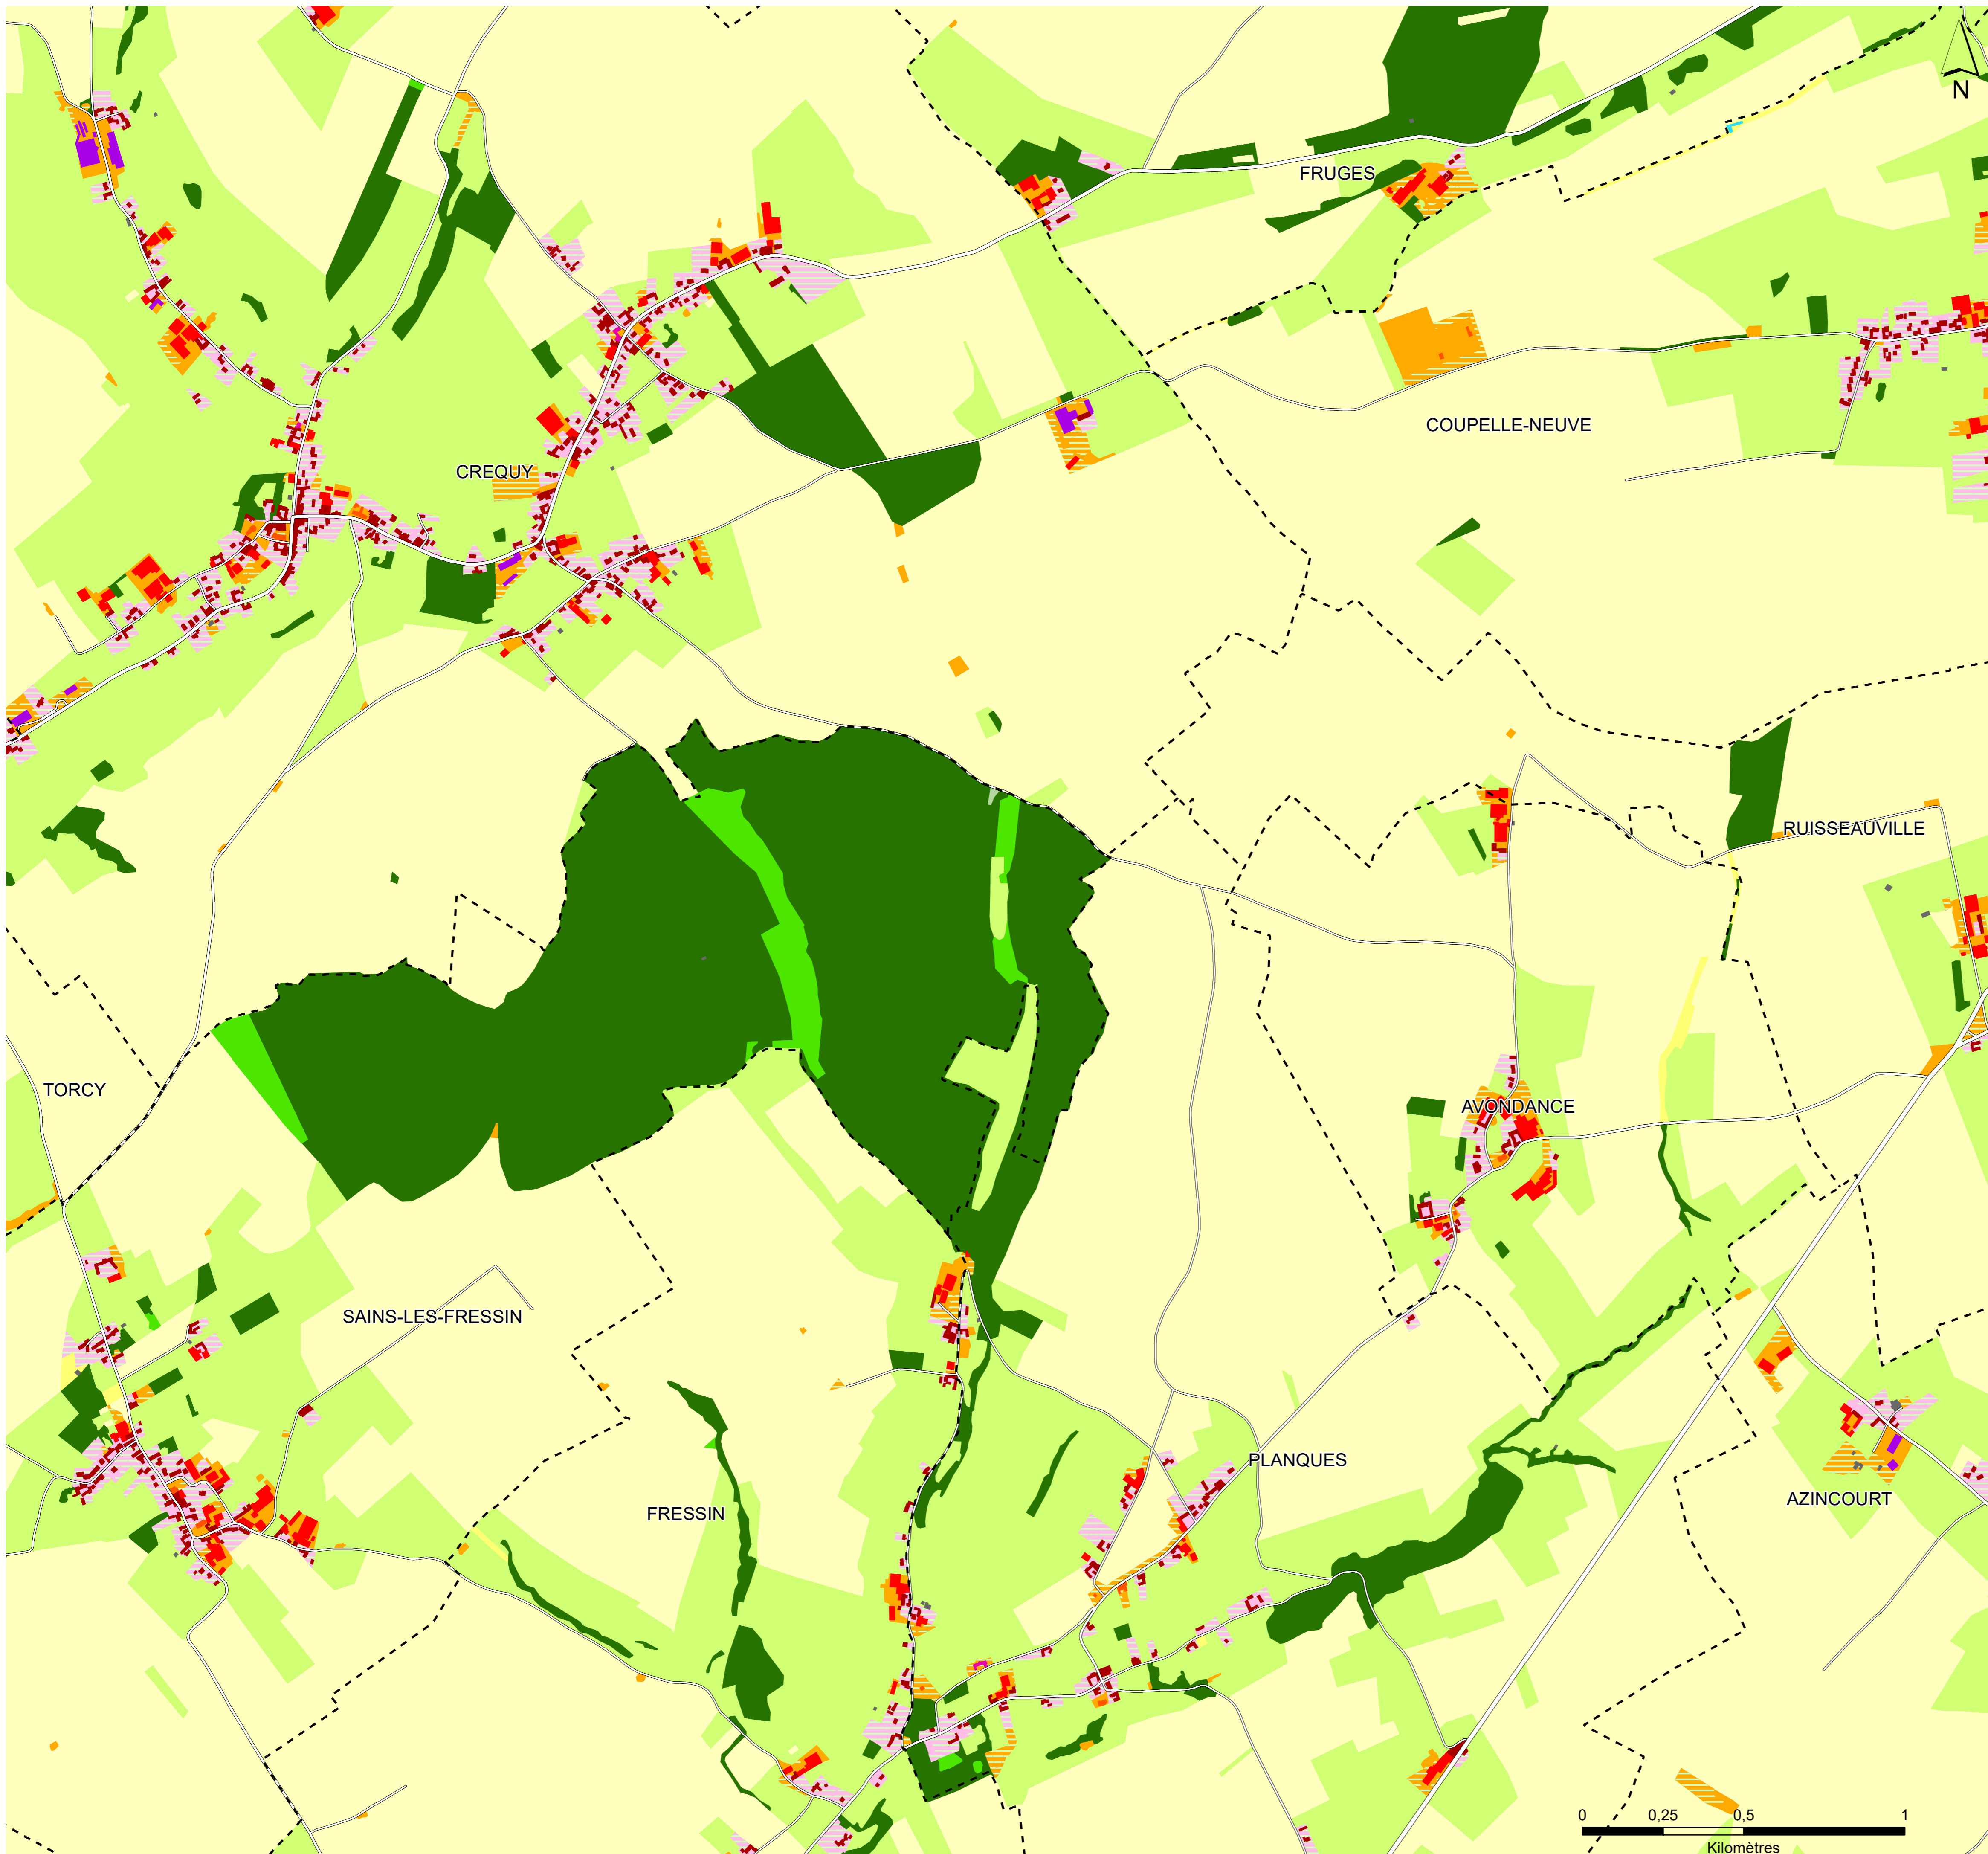 N
FRUGES
COUPELLE-NEUVE
CREQUY
RUISSEAUVILLE
TORCY
AVONDANCE
SAINS-LES-FRESSIN
PLANQUES
AZINCOURT
FRESSIN
0 0,25 0,5 1
Kilomètres